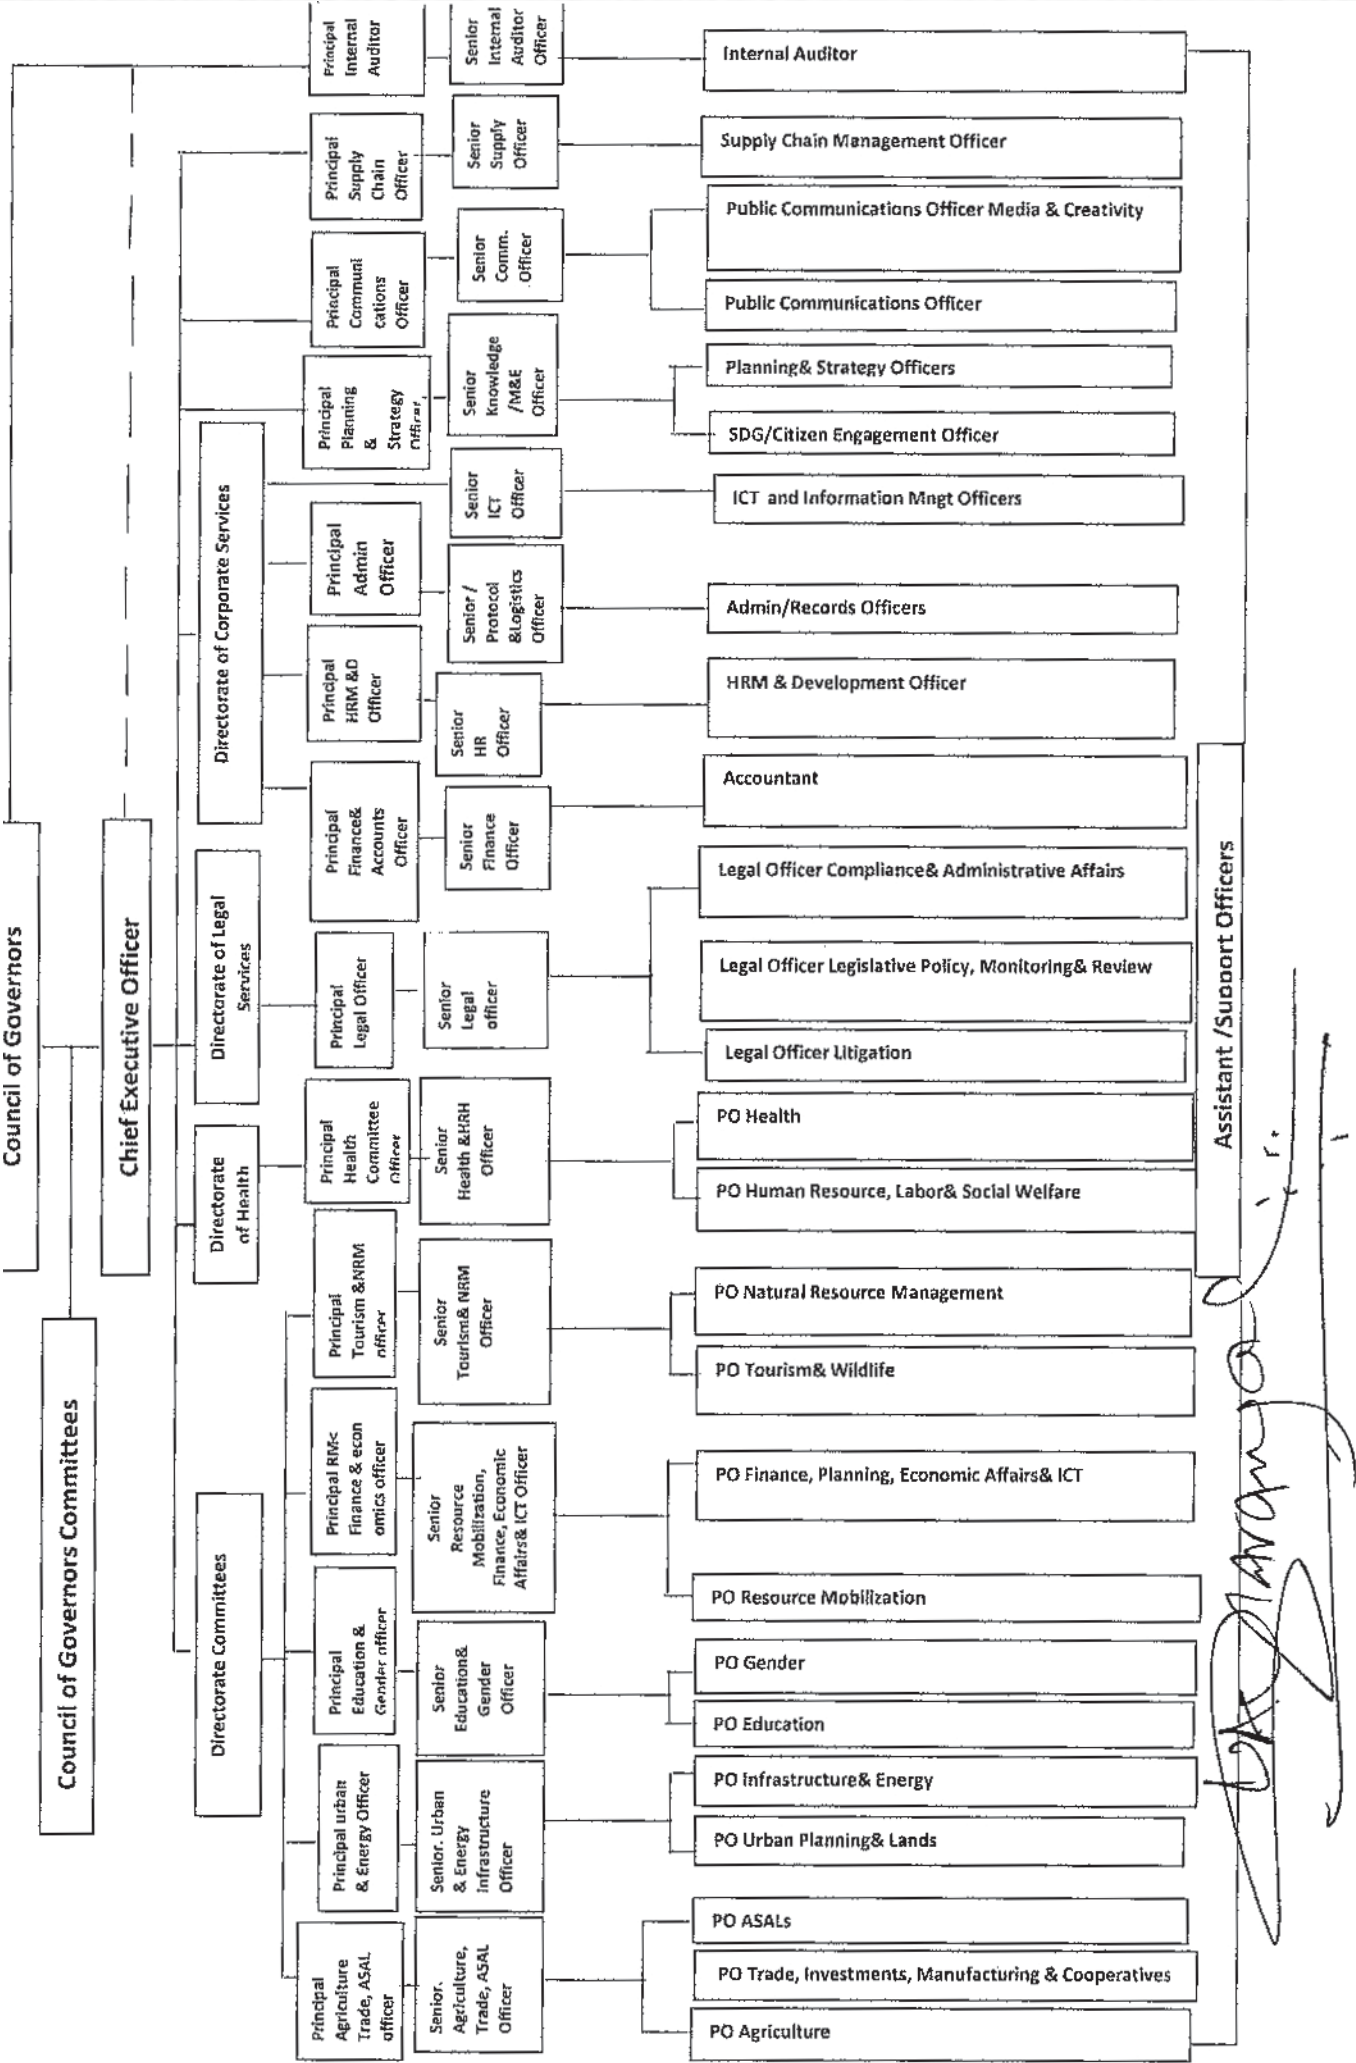 Council of Governors
Council of Governors Committees
Chief Executive Officer
Directorate Committees
Directorate
of Health
Directorate of Legal
Services
Directorate of Corporate Services
Principal
Agriculture
Trade, ASAL
officer
Principal urban
& Energy Officer
Principal
Education &
Gender officer
Principal RM<
Finance & econ
omics officer
Principal
Tourism &NRM
officer
Principal
Health
Committee
Officer
Principal
Legal Officer
Principal
Finance&
Accounts
Officer
Principal
HRM &D
Officer
Principal
Admin
Officer
Principal
Planning
&
Strategy
Officer,
Principal
Communi
cations
Officer
Principal
Supply
Chain
Officer
Principal
Internal
Auditor
Senior.
Agriculture,
Trade, ASAL
Officer
Senior. Urban
& Energy
Infrastructure
Officer
Senior
Education&
Gender
Officer
Senior
Resource
Mobilization,
Finance, Economic
Affairs& ICT Officer
Senior
Tourism& NRM
Officer
Senior
Health &HRH
Officer
Senior
Legal
officer
Senior
Finance
Officer
Senior
HR
Officer
Senior /
Protocol
&Logistics
Officer
Senior
ICT
Officer
Senior
Knowledge
/M&E
Officer
Senior
Comm.
Officer
Senior
Supply
Officer
Senior
Internal
Auditor
Officer
Internal Auditor
Supply Chain Management Officer
Public Communications Officer Media & Creativity
Public Communications Officer
Planning& Strategy Officers
SDG/Citizen Engagement Officer
ICT and Information Mngt Officers
Admin/Records Officers
HRM & Development Officer
Accountant
Legal Officer Compliance& Administrative Affairs
Legal Officer Legislative Policy, Monitoring& Review
Legal Officer Litigation
PO Health
PO Human Resource, Labor& Social Welfare
PO Natural Resource Management
PO Tourism& Wildlife
PO Finance, Planning, Economic Affairs& ICT
PO Resource Mobilization
PO Gender
PO Education
PO Infrastructure& Energy
PO Urban Planning& Lands
PO ASALs
PO Trade, Investments, Manufacturing & Cooperatives
PO Agriculture
Assistant /Support Officers